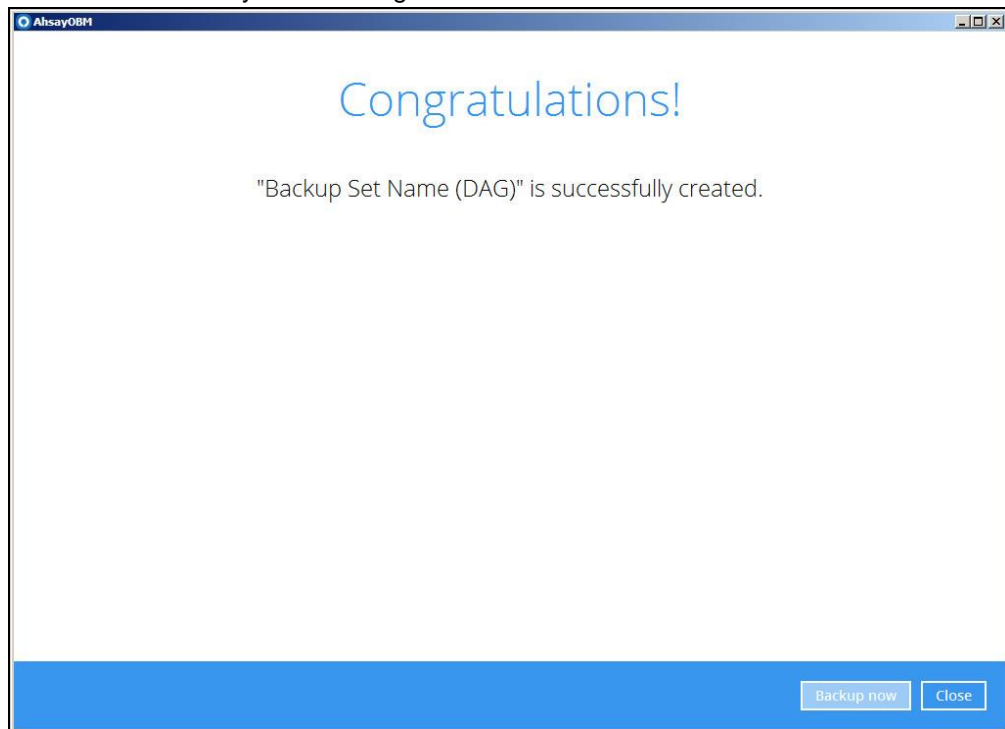 AhsayOBM
Congratulations!
"Backup Set Name (DAG)" is successfully created.
Backup now Close